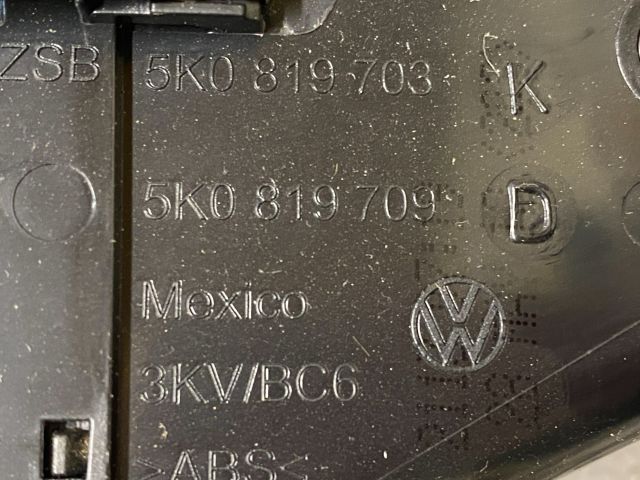 ZSB 5K0 819 703 K
5K0 819 709 D
Mexico
3KV/BC6
>ABS<